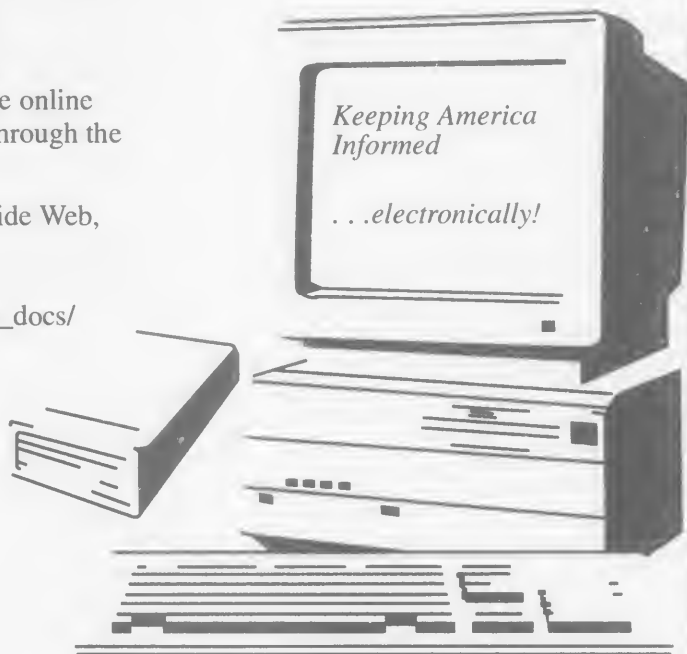 e online
hrough the
ide Web,
_docs/
Keeping America
Informed
. . .electronically!